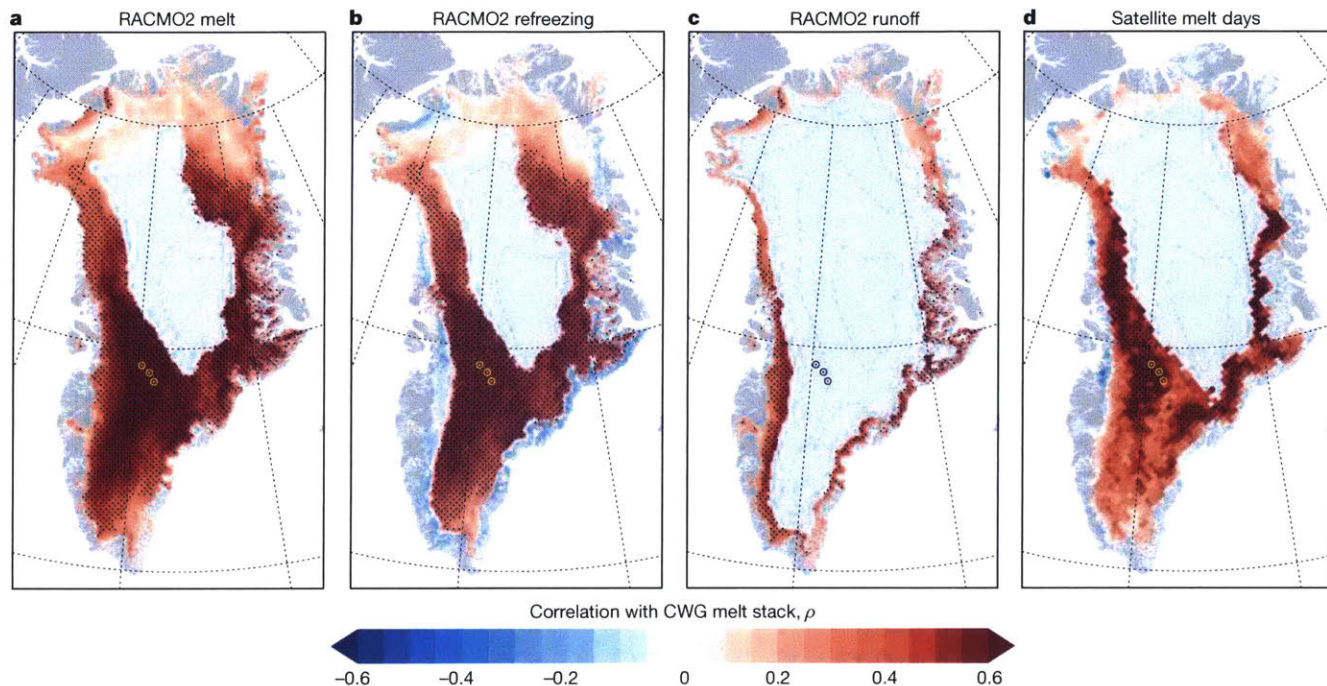 a RACMO2 melt
b RACMO2 refreezing
c RACMO2 runoff
d Satellite melt days
Correlation with CWG melt stack, ρ
–0.6 –0.4 –0.2 0 0.2 0.4 0.6